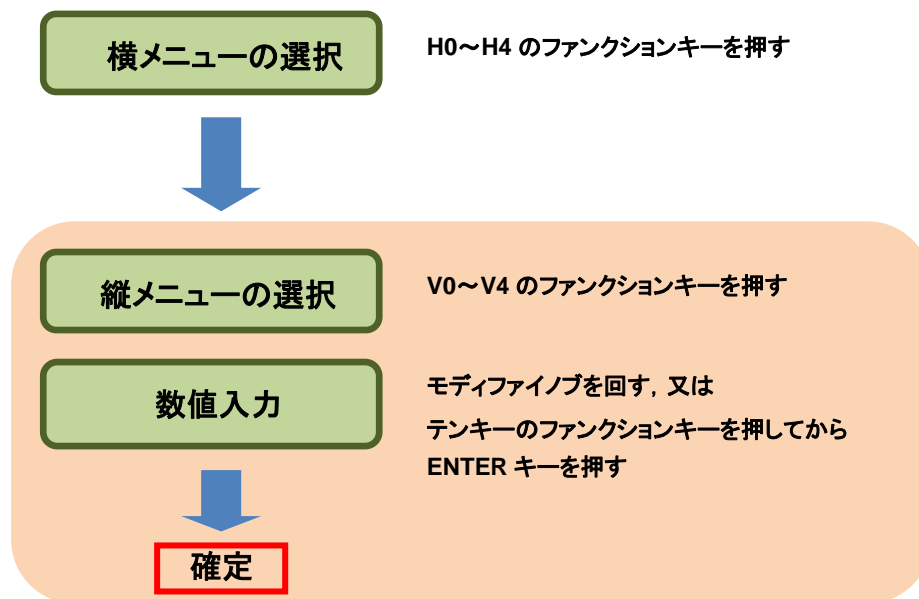 横メニューの選択
H0～H4 のファンクションキーを押す
縦メニューの選択
V0～V4 のファンクションキーを押す
数値入力
モディファイノブを回す, 又は
テンキーのファンクションキーを押してから
ENTER キーを押す
確定